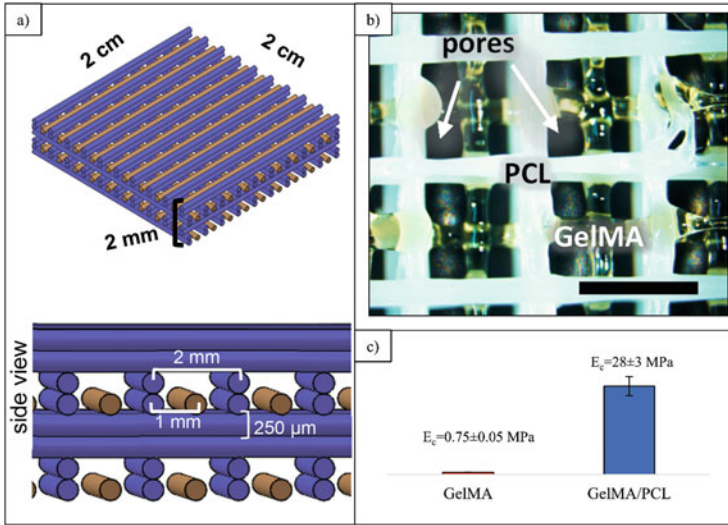 a)
2 cm
2 cm
2 mm
side view
2 mm
1 mm
250 µm
b)
pores
PCL
GelMA
c)
E_c=28±3 MPa
E_c=0.75±0.05 MPa
GelMA
GelMA/PCL